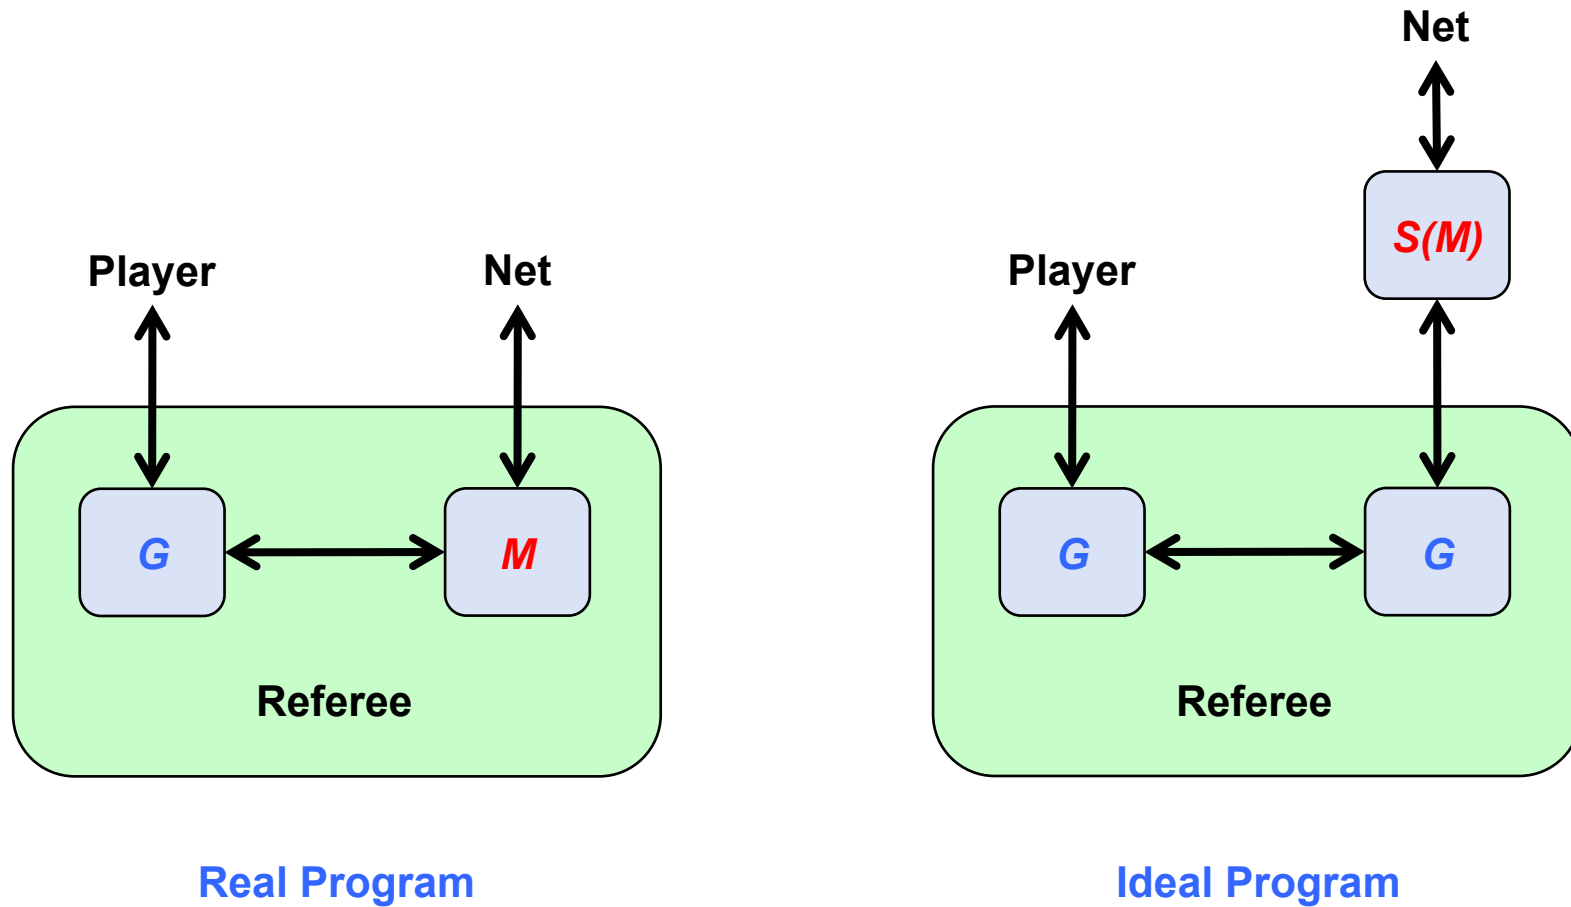 Net
S(M)
Player
Net
Player
G
M
G
G
Referee
Referee
Real Program
Ideal Program